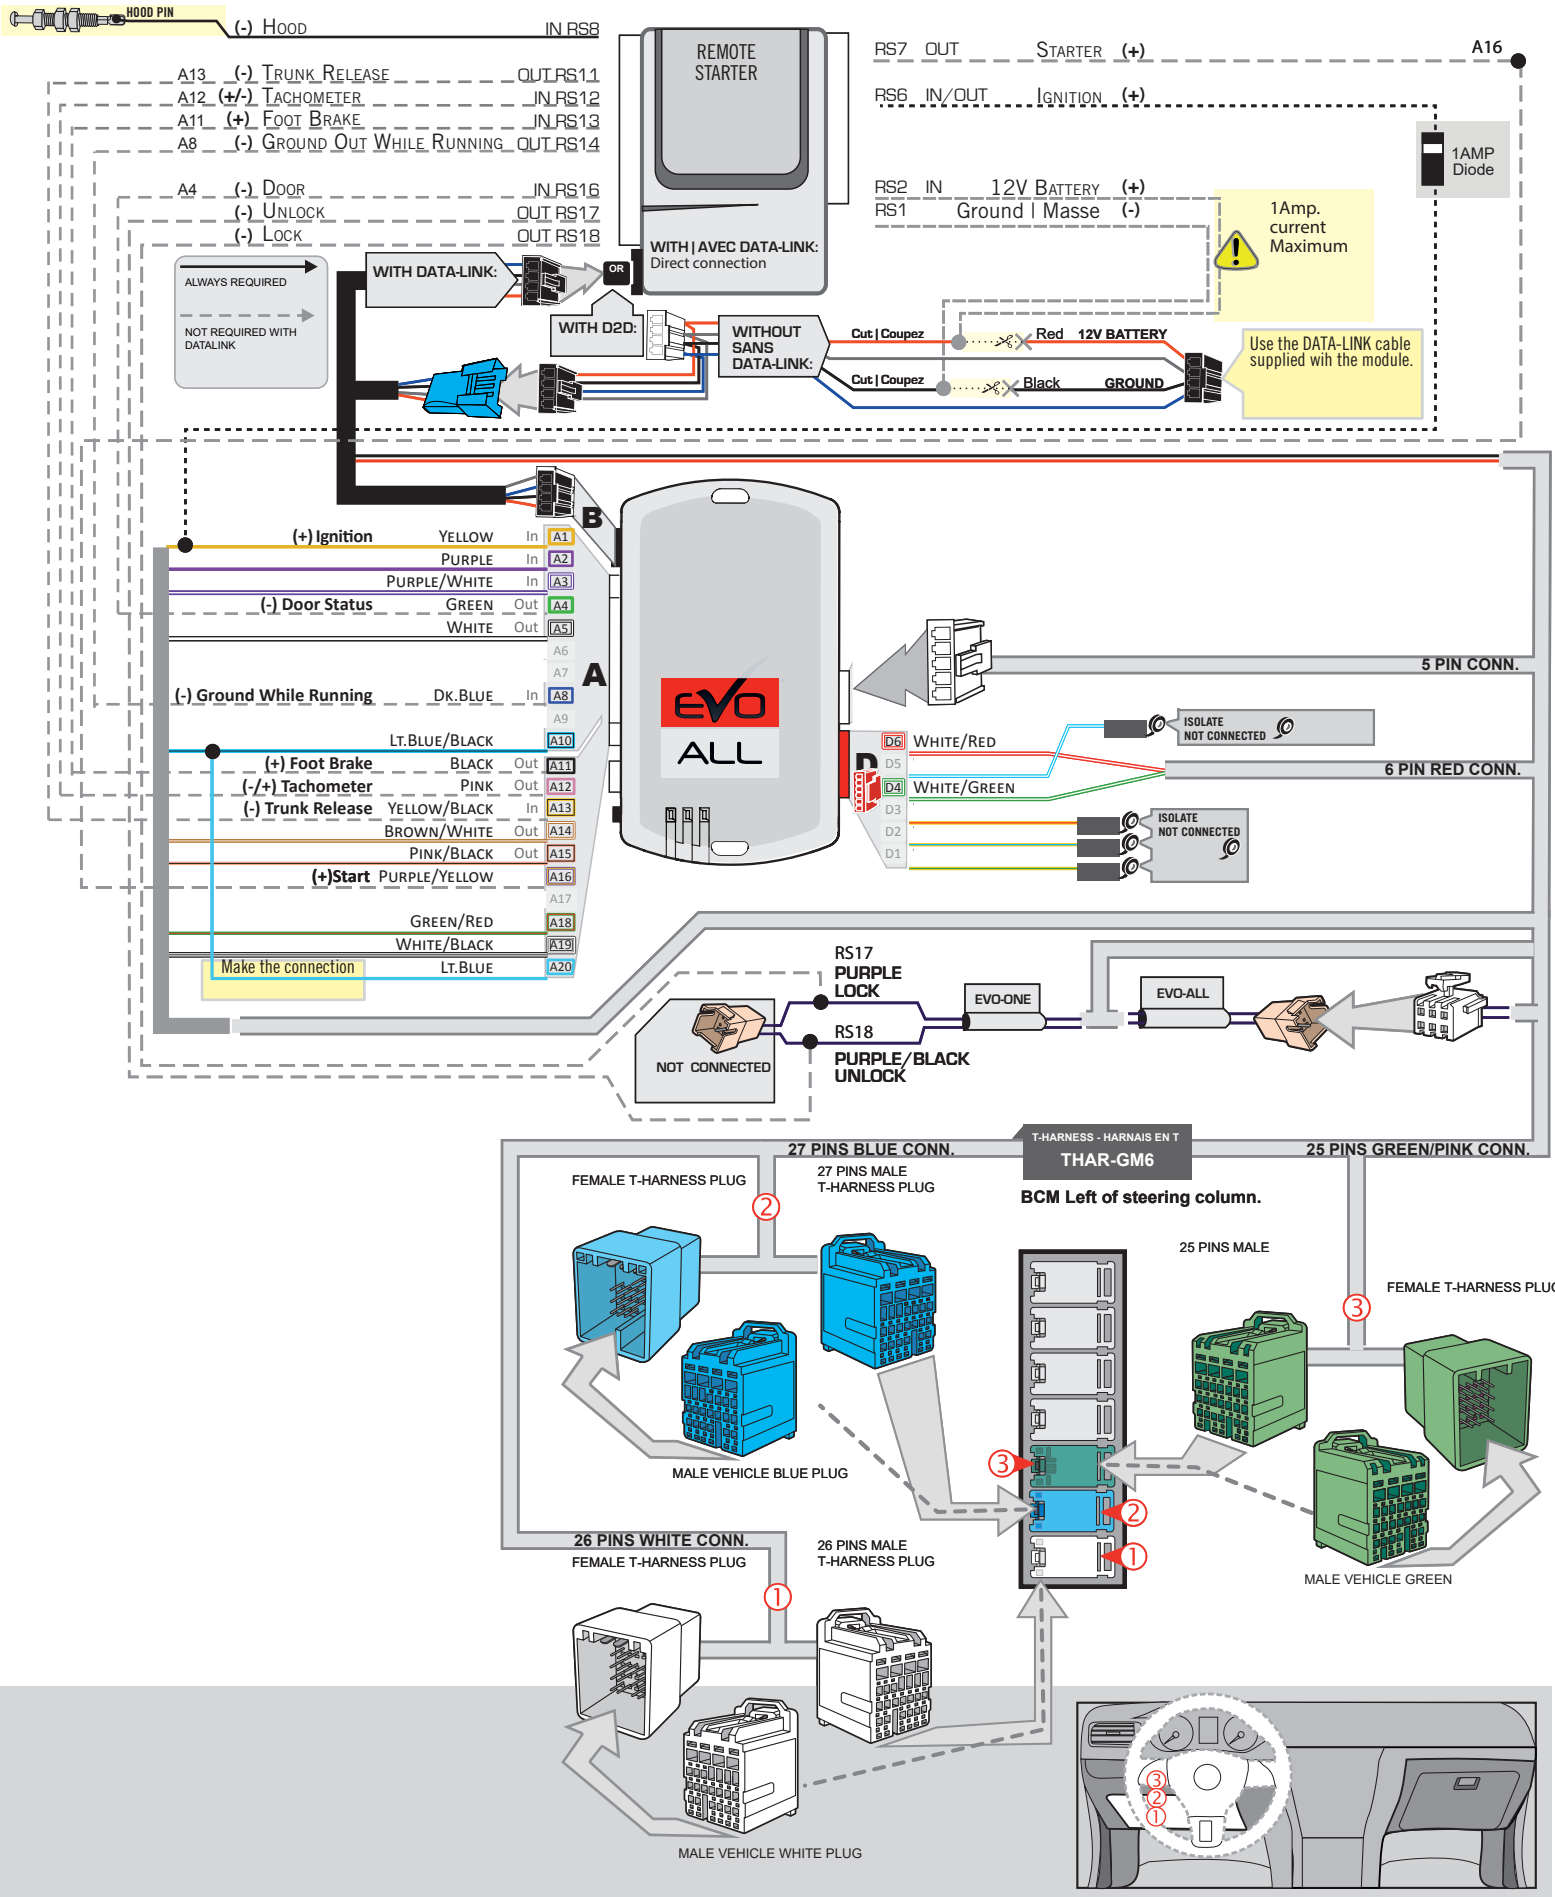 HOOD PIN
(-) HOOD IN RS8
A13 (-) TRUNK RELEASE OUT RS11
A12 (+/-) TACHOMETER IN RS12
A11 (+) FOOT BRAKE IN RS13
A8 (-) GROUND OUT WHILE RUNNING OUT RS14
A4 (-) DOOR IN RS16
(-) UNLOCK OUT RS17
(-) LOCK OUT RS18
REMOTE
STARTER
WITH | AVEC DATA-LINK:
Direct connection
RS7 OUT STARTER (+) A16
RS6 IN/OUT IGNITION (+)
1AMP
Diode
RS2 IN 12V BATTERY (+)
RS1 Ground | Masse (-)
1Amp.
current
Maximum
ALWAYS REQUIRED
NOT REQUIRED WITH
DATALINK
WITH DATA-LINK:
OR
WITH D2D:
WITHOUT
SANS
DATA-LINK:
Cut | Coupez Red 12V BATTERY
Cut | Coupez Black GROUND
Use the DATA-LINK cable
supplied wih the module.
B
A
(+) Ignition YELLOW In A1
PURPLE In A2
PURPLE/WHITE In A3
(-) Door Status GREEN Out A4
WHITE Out A5
A6
A7
(-) Ground While Running DK.BLUE In A8
A9
LT.BLUE/BLACK A10
(+) Foot Brake BLACK Out A11
(-/+) Tachometer PINK Out A12
(-) Trunk Release YELLOW/BLACK In A13
BROWN/WHITE Out A14
PINK/BLACK Out A15
(+)Start PURPLE/YELLOW A16
A17
GREEN/RED A18
WHITE/BLACK A19
Make the connection LT.BLUE A20
EVO
ALL
5 PIN CONN.
D
D6 WHITE/RED
D5
D4 WHITE/GREEN
D3
D2
D1
ISOLATE
NOT CONNECTED
6 PIN RED CONN.
ISOLATE
NOT CONNECTED
RS17
PURPLE
LOCK
RS18
PURPLE/BLACK
UNLOCK
NOT CONNECTED
EVO-ONE
EVO-ALL
T-HARNESS - HARNAIS EN T
THAR-GM6
27 PINS BLUE CONN.
25 PINS GREEN/PINK CONN.
BCM Left of steering column.
FEMALE T-HARNESS PLUG
27 PINS MALE
T-HARNESS PLUG
2
MALE VEHICLE BLUE PLUG
25 PINS MALE
FEMALE T-HARNESS PLUG
3
MALE VEHICLE GREEN
3
2
1
26 PINS WHITE CONN.
FEMALE T-HARNESS PLUG
26 PINS MALE
T-HARNESS PLUG
1
MALE VEHICLE WHITE PLUG
3
2
1